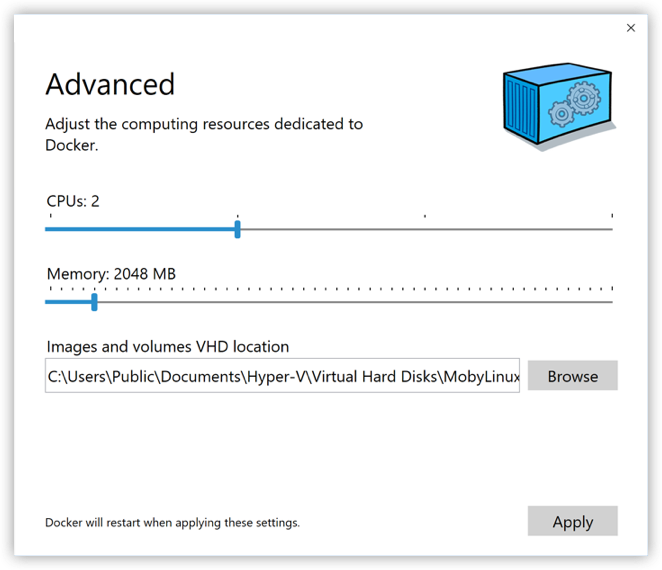 Advanced
Adjust the computing resources dedicated to
Docker.
CPUs: 2
Memory: 2048 MB
Images and volumes VHD location
C:\Users\Public\Documents\Hyper-V\Virtual Hard Disks\MobyLinux
Browse
Docker will restart when applying these settings.
Apply